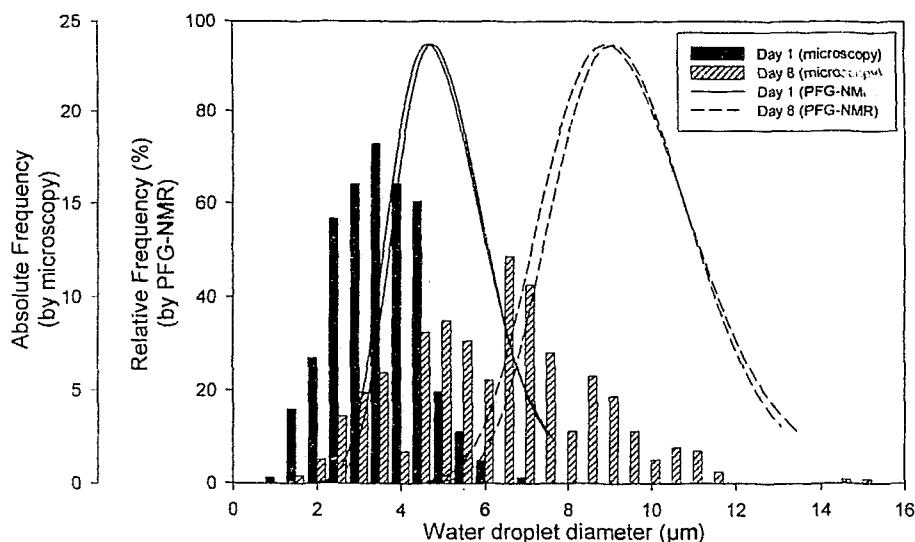 25
20
15
10
5
0
Absolute Frequency
(by microscopy)
100
80
60
40
20
0
Relative Frequency (%)
(by PFG-NMR)
Day 1 (microscopy)
Day 8 (microscopy)
Day 1 (PFG-NM
Day 8 (PFG-NMR)
0 2 4 6 8 10 12 14 16
Water droplet diameter (µm)